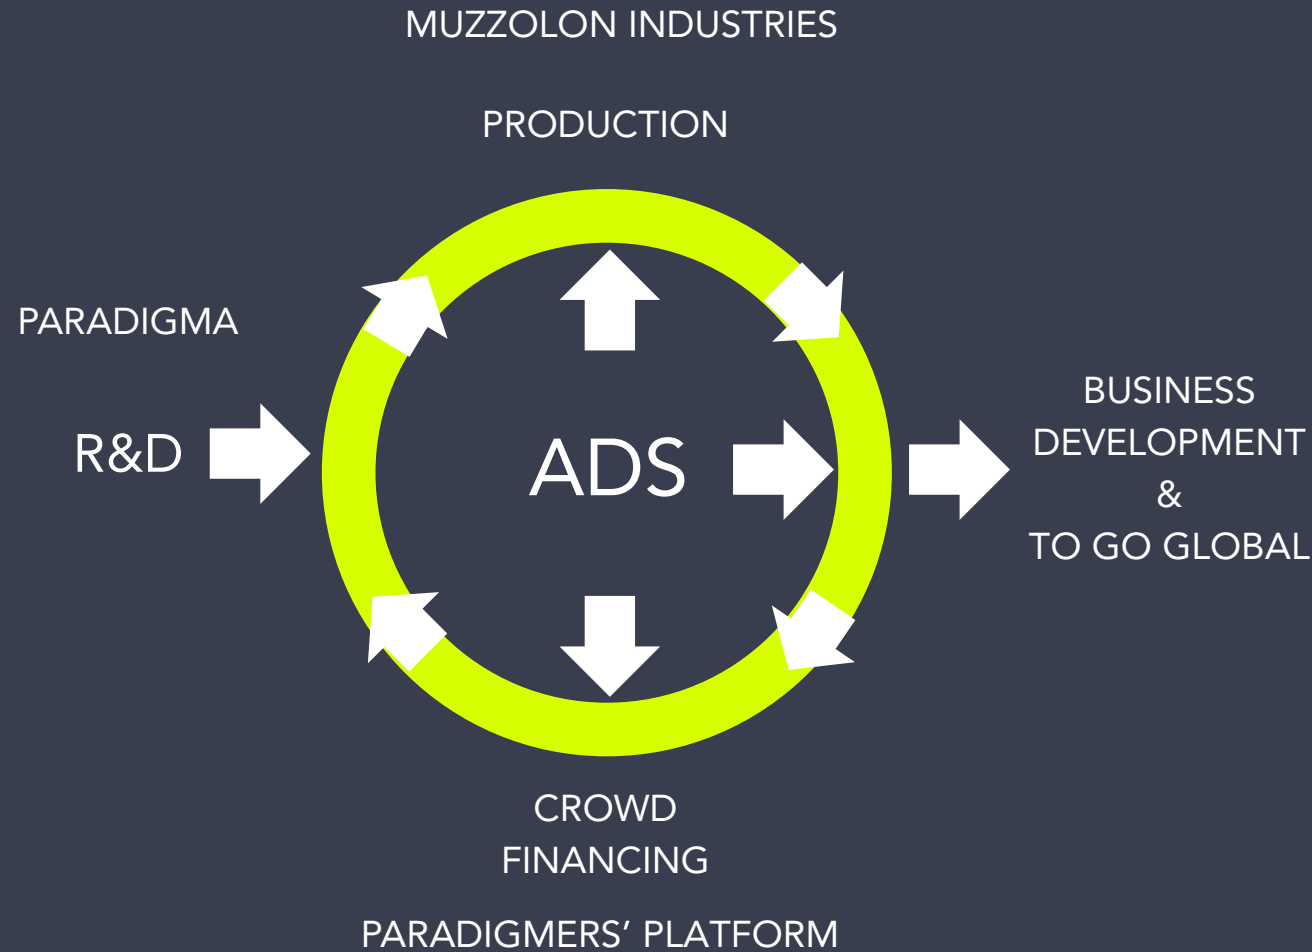 MUZZOLON INDUSTRIES
PRODUCTION
PARADIGMA
R&D
ADS
BUSINESS
DEVELOPMENT
&
TO GO GLOBAL
CROWD
FINANCING
PARADIGMERS’ PLATFORM